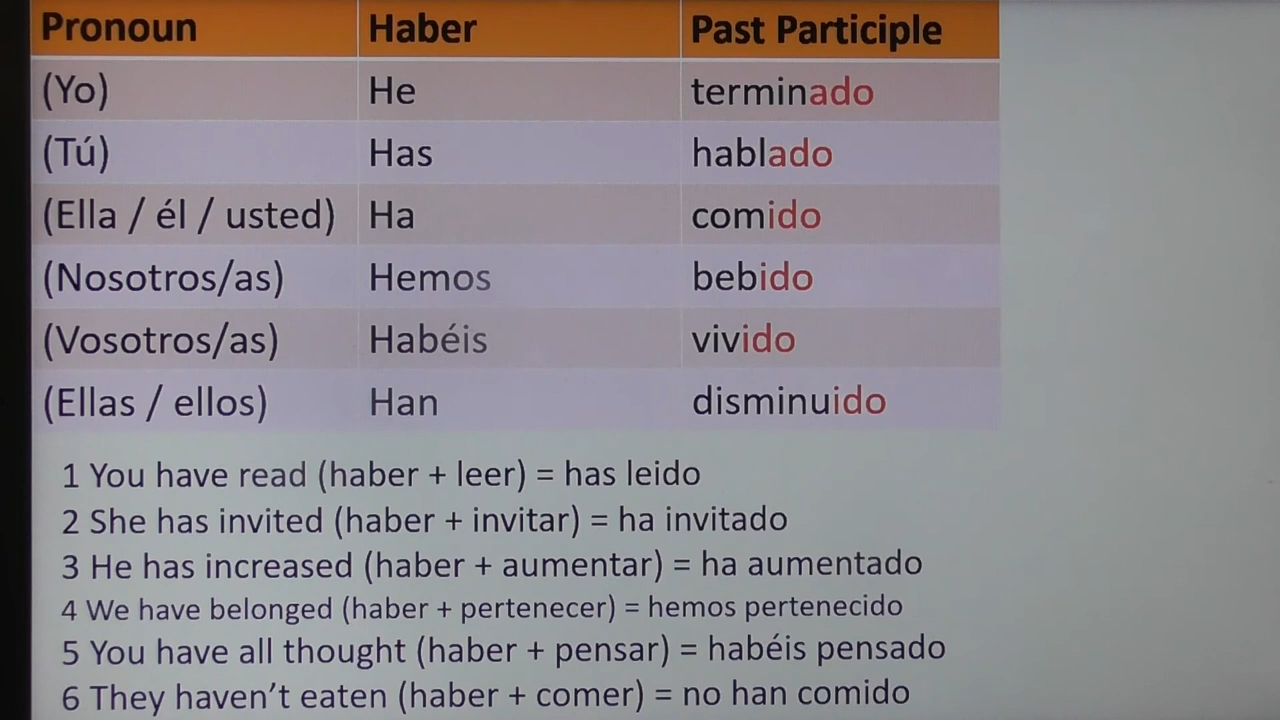 Pronoun Haber Past Participle
(Yo) He terminado
(Tú) Has hablado
(Ella / él / usted) Ha comido
(Nosotros/as) Hemos bebido
(Vosotros/as) Habéis vivido
(Ellas / ellos) Han disminuido
1 You have read (haber + leer) = has leido
2 She has invited (haber + invitar) = ha invitado
3 He has increased (haber + aumentar) = ha aumentado
4 We have belonged (haber + pertenecer) = hemos pertenecido
5 You have all thought (haber + pensar) = habéis pensado
6 They haven't eaten (haber + comer) = no han comido